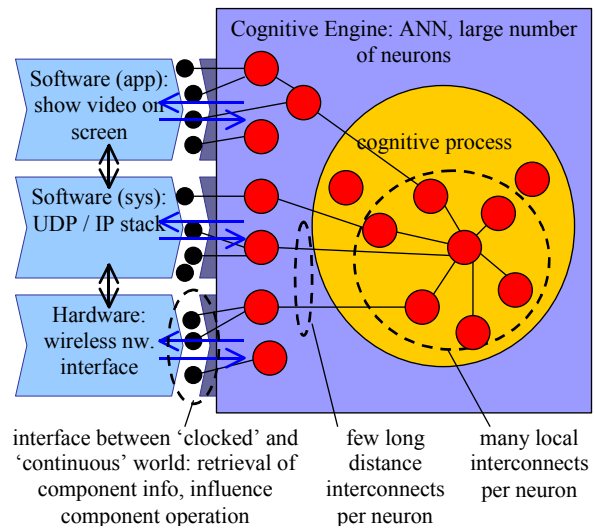 Cognitive Engine: ANN, large number
of neurons
Software (app):
show video on
screen
cognitive process
Software (sys):
UDP / IP stack
Hardware:
wireless nw.
interface
interface between ‘clocked’ and
‘continuous’ world: retrieval of
component info, influence
component operation
few long
distance
interconnects
per neuron
many local
interconnects
per neuron